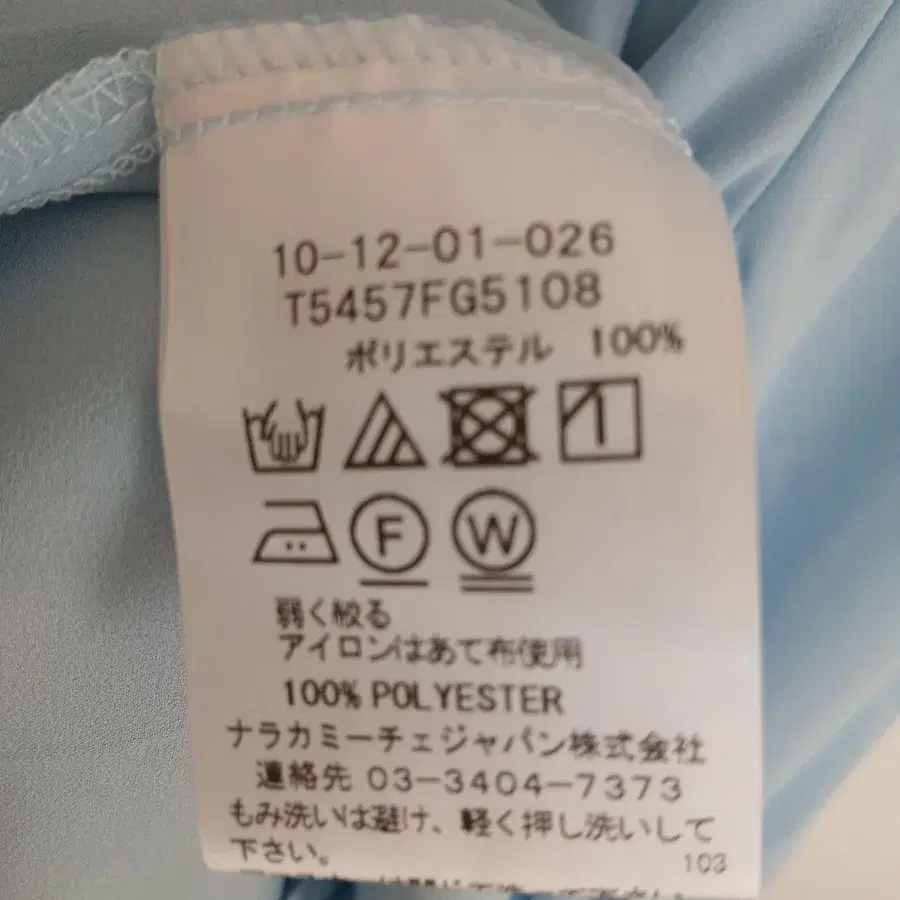 10-12-01-026
T5457FG5108
ポリエステル 100%
F W
弱く絞る
アイロンはあて布使用
100% POLYESTER
ナラカミーチェジャパン株式会社
連絡先 03-3404-7373
もみ洗いは避け、軽く押し洗いして
下さい。
103